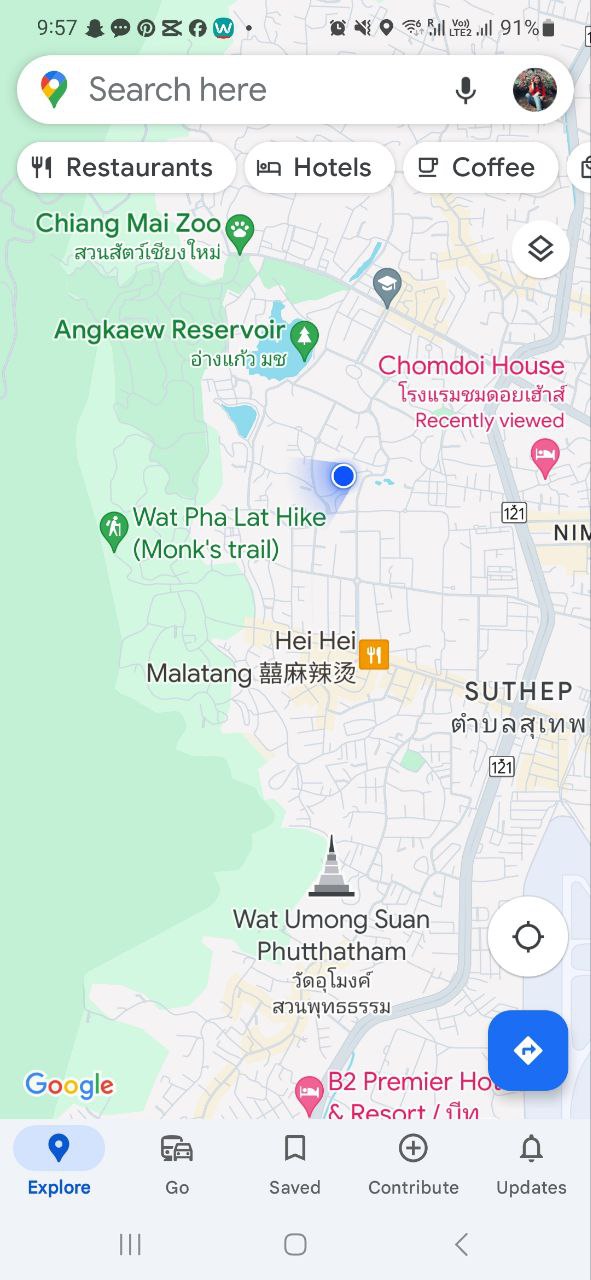 9:57
R
Vo))
LTE2
91%
Search here
Restaurants
Hotels
Coffee
Chiang Mai Zoo
สวนสัตว์เชียงใหม่
Angkaew Reservoir
อ่างแก้ว มช
Chomdoi House
โรงแรมชมดอยเฮ้าส์
Recently viewed
121
Wat Pha Lat Hike
(Monk's trail)
NIM
Hei Hei
Malatang 囍麻辣烫
SUTHEP
ตำบลสุเทพ
121
Wat Umong Suan
Phutthatham
วัดอุโมงค์
สวนพุทธธรรม
Google
B2 Premier Hot
& Resort / บีท
Explore
Go
Saved
Contribute
Updates